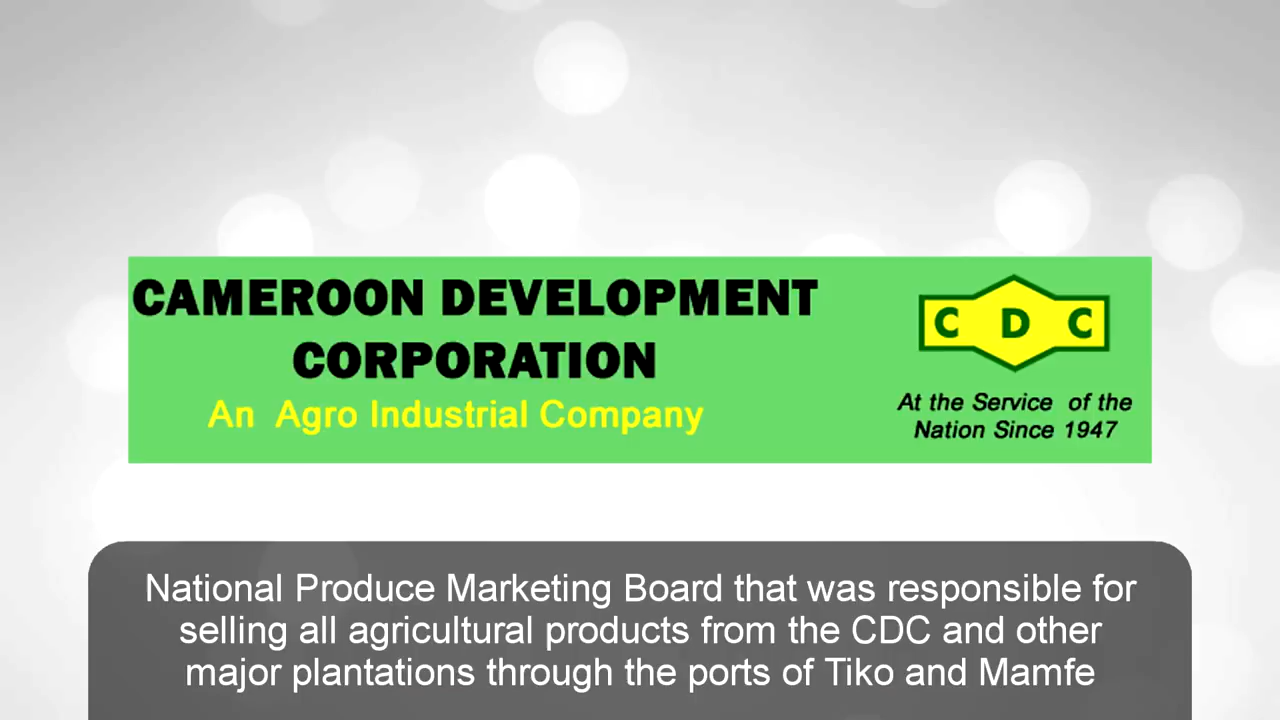 CAMEROON DEVELOPMENT
CORPORATION
An Agro Industrial Company
C D C
At the Service of the
Nation Since 1947
National Produce Marketing Board that was responsible for
selling all agricultural products from the CDC and other
major plantations through the ports of Tiko and Mamfe